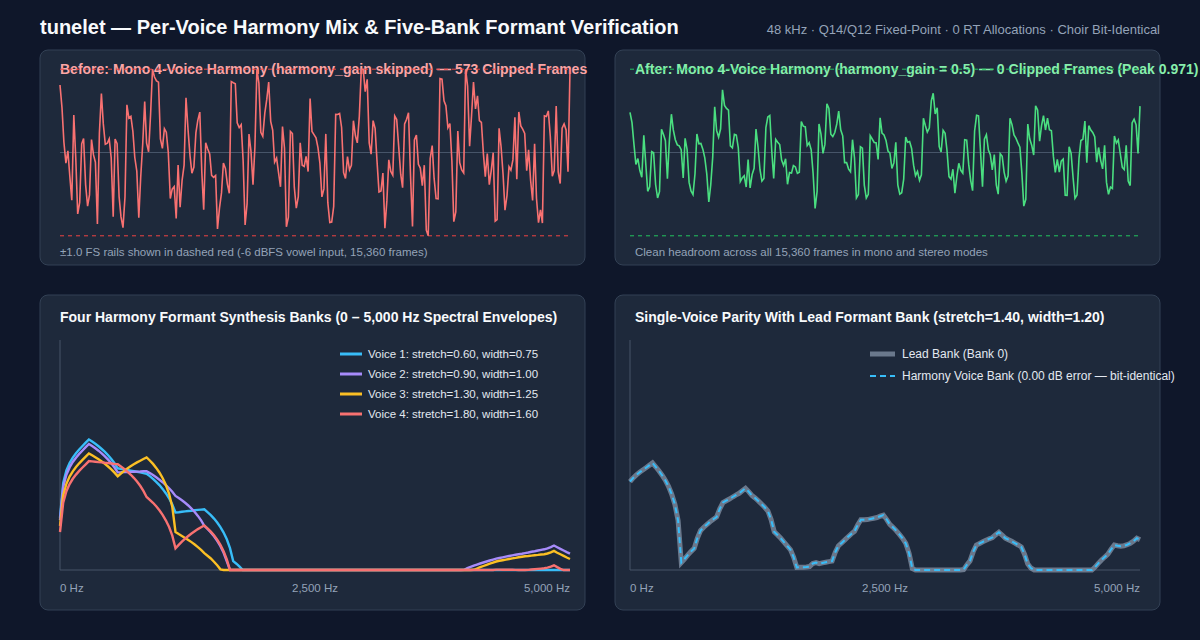 tunelet — Per-Voice Harmony Mix & Five-Bank Formant Verification
48 kHz · Q14/Q12 Fixed-Point · 0 RT Allocations · Choir Bit-Identical
Before: Mono 4-Voice Harmony (harmony_gain skipped) — 573 Clipped Frames
±1.0 FS rails shown in dashed red (-6 dBFS vowel input, 15,360 frames)
After: Mono 4-Voice Harmony (harmony_gain = 0.5) — 0 Clipped Frames (Peak 0.971)
Clean headroom across all 15,360 frames in mono and stereo modes
Four Harmony Formant Synthesis Banks (0 – 5,000 Hz Spectral Envelopes)
Voice 1: stretch=0.60, width=0.75
Voice 2: stretch=0.90, width=1.00
Voice 3: stretch=1.30, width=1.25
Voice 4: stretch=1.80, width=1.60
0 Hz
2,500 Hz
5,000 Hz
Single-Voice Parity With Lead Formant Bank (stretch=1.40, width=1.20)
Lead Bank (Bank 0)
Harmony Voice Bank (0.00 dB error — bit-identical)
0 Hz
2,500 Hz
5,000 Hz